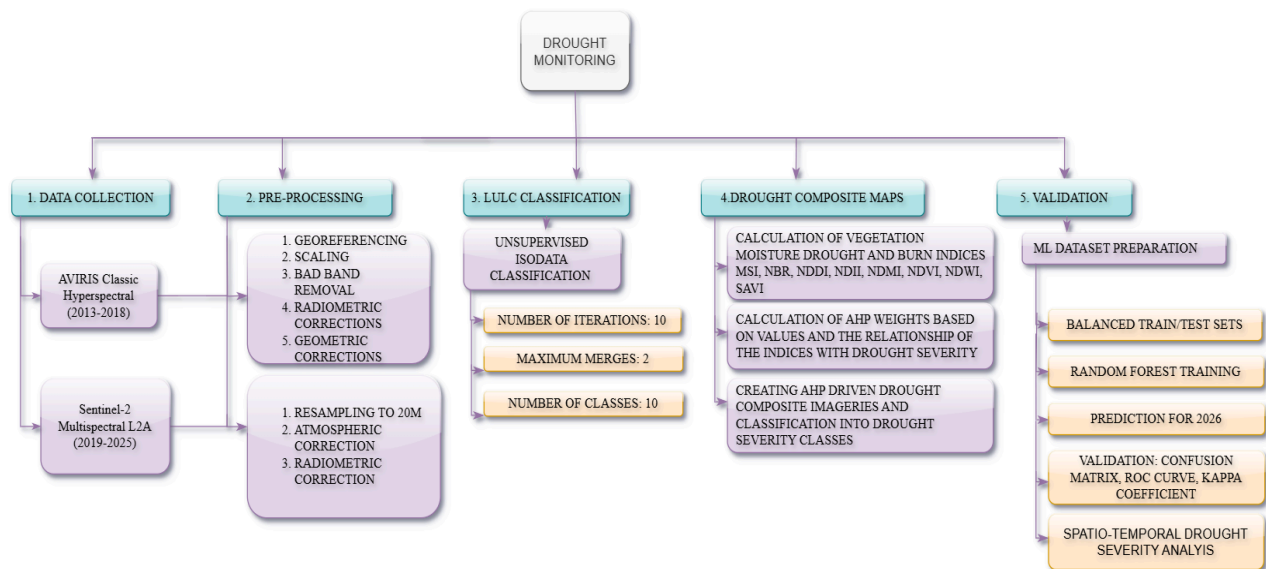 DROUGHT
MONITORING
1. DATA COLLECTION
AVIRIS Classic
Hyperspectral
(2013-2018)
Sentinel-2
Multispectral L2A
(2019-2025)
2. PRE-PROCESSING
1. GEOREFERENCING
2. SCALING
3. BAD BAND
REMOVAL
4. RADIOMETRIC
CORRECTIONS
5. GEOMETRIC
CORRECTIONS
1. RESAMPLING TO 20M
2. ATMOSPHERIC
CORRECTION
3. RADIOMETRIC
CORRECTION
3. LULC CLASSIFICATION
UNSUPERVISED
ISODATA
CLASSIFICATION
NUMBER OF ITERATIONS: 10
MAXIMUM MERGES: 2
NUMBER OF CLASSES: 10
4.DROUGHT COMPOSITE MAPS
CALCULATION OF VEGETATION
MOISTURE DROUGHT AND BURN INDICES
MSI, NBR, NDDI, NDII, NDMI, NDVI, NDWI,
SAVI
CALCULATION OF AHP WEIGHTS BASED
ON VALUES AND THE RELATIONSHIP OF
THE INDICES WITH DROUGHT SEVERITY
CREATING AHP DRIVEN DROUGHT
COMPOSITE IMAGERIES AND
CLASSIFICATION INTO DROUGHT
SEVERITY CLASSES
5. VALIDATION
ML DATASET PREPARATION
BALANCED TRAIN/TEST SETS
RANDOM FOREST TRAINING
PREDICTION FOR 2026
VALIDATION: CONFUSION
MATRIX, ROC CURVE, KAPPA
COEFFICIENT
SPATIO-TEMPORAL DROUGHT
SEVERITY ANALYIS